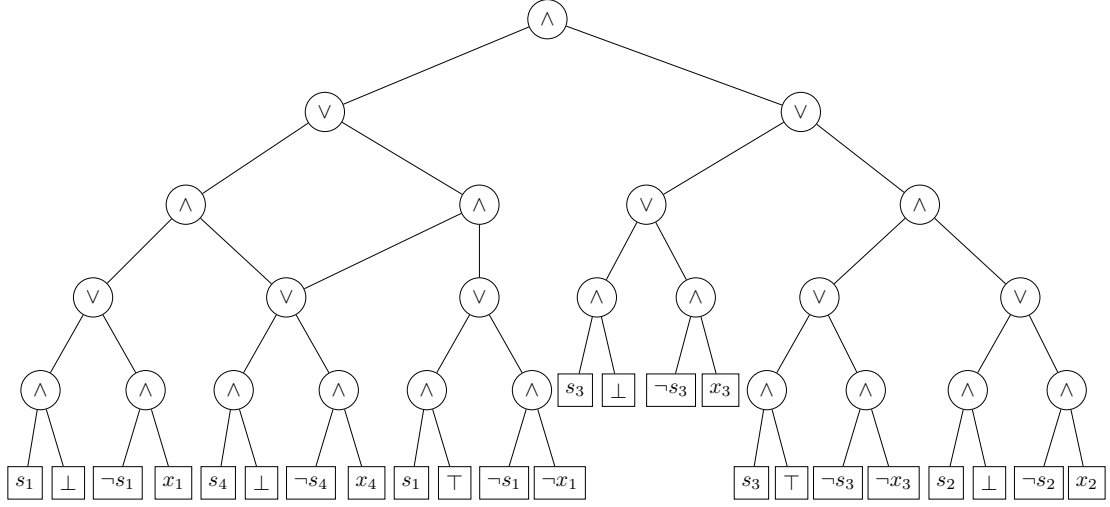 ∧
∨ ∨
∧ ∧ ∨ ∧
∨ ∨ ∨ ∧ ∧ ∨ ∨
∧ ∧ ∧ ∧ ∧ ∧ s₃ ⊥ ¬s₃ x₃ ∧ ∧ ∧ ∧
s₁ ⊥ ¬s₁ x₁ s₄ ⊥ ¬s₄ x₄ s₁ ⊤ ¬s₁ ¬x₁ s₃ ⊤ ¬s₃ ¬x₃ s₂ ⊥ ¬s₂ x₂